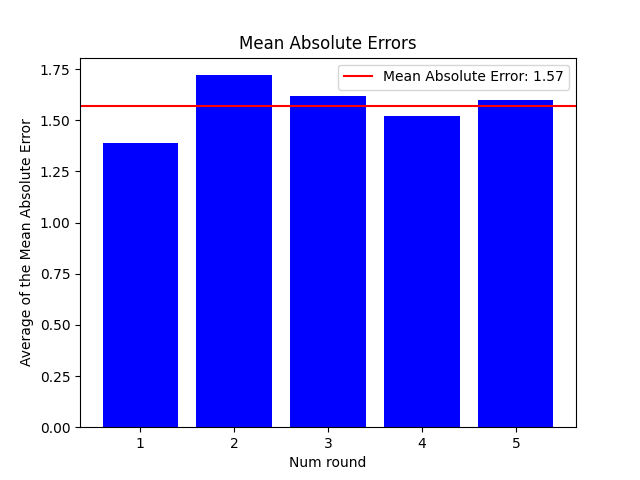 Mean Absolute Errors
Mean Absolute Error: 1.57
Average of the Mean Absolute Error
1.75
1.50
1.25
1.00
0.75
0.50
0.25
0.00
1 2 3 4 5
Num round